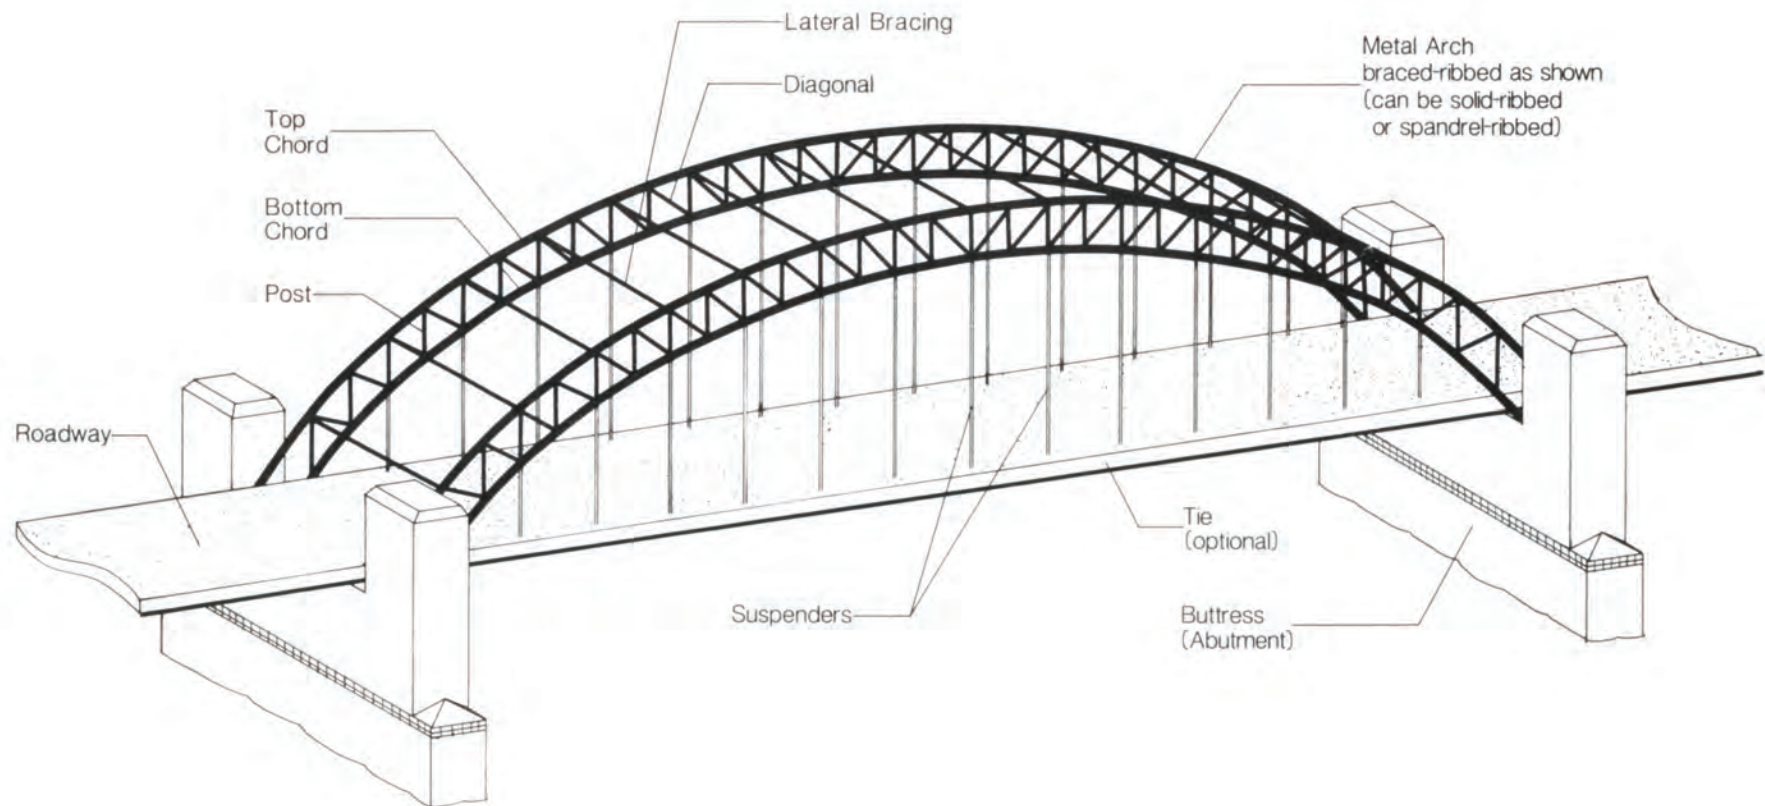 Lateral Bracing
Metal Arch
braced-ribbed as shown
(can be solid-ribbed
or spandrel-ribbed)
Diagonal
Top
Chord
Bottom
Chord
Post
Roadway
Tie
(optional)
Suspenders
Buttress
(Abutment)